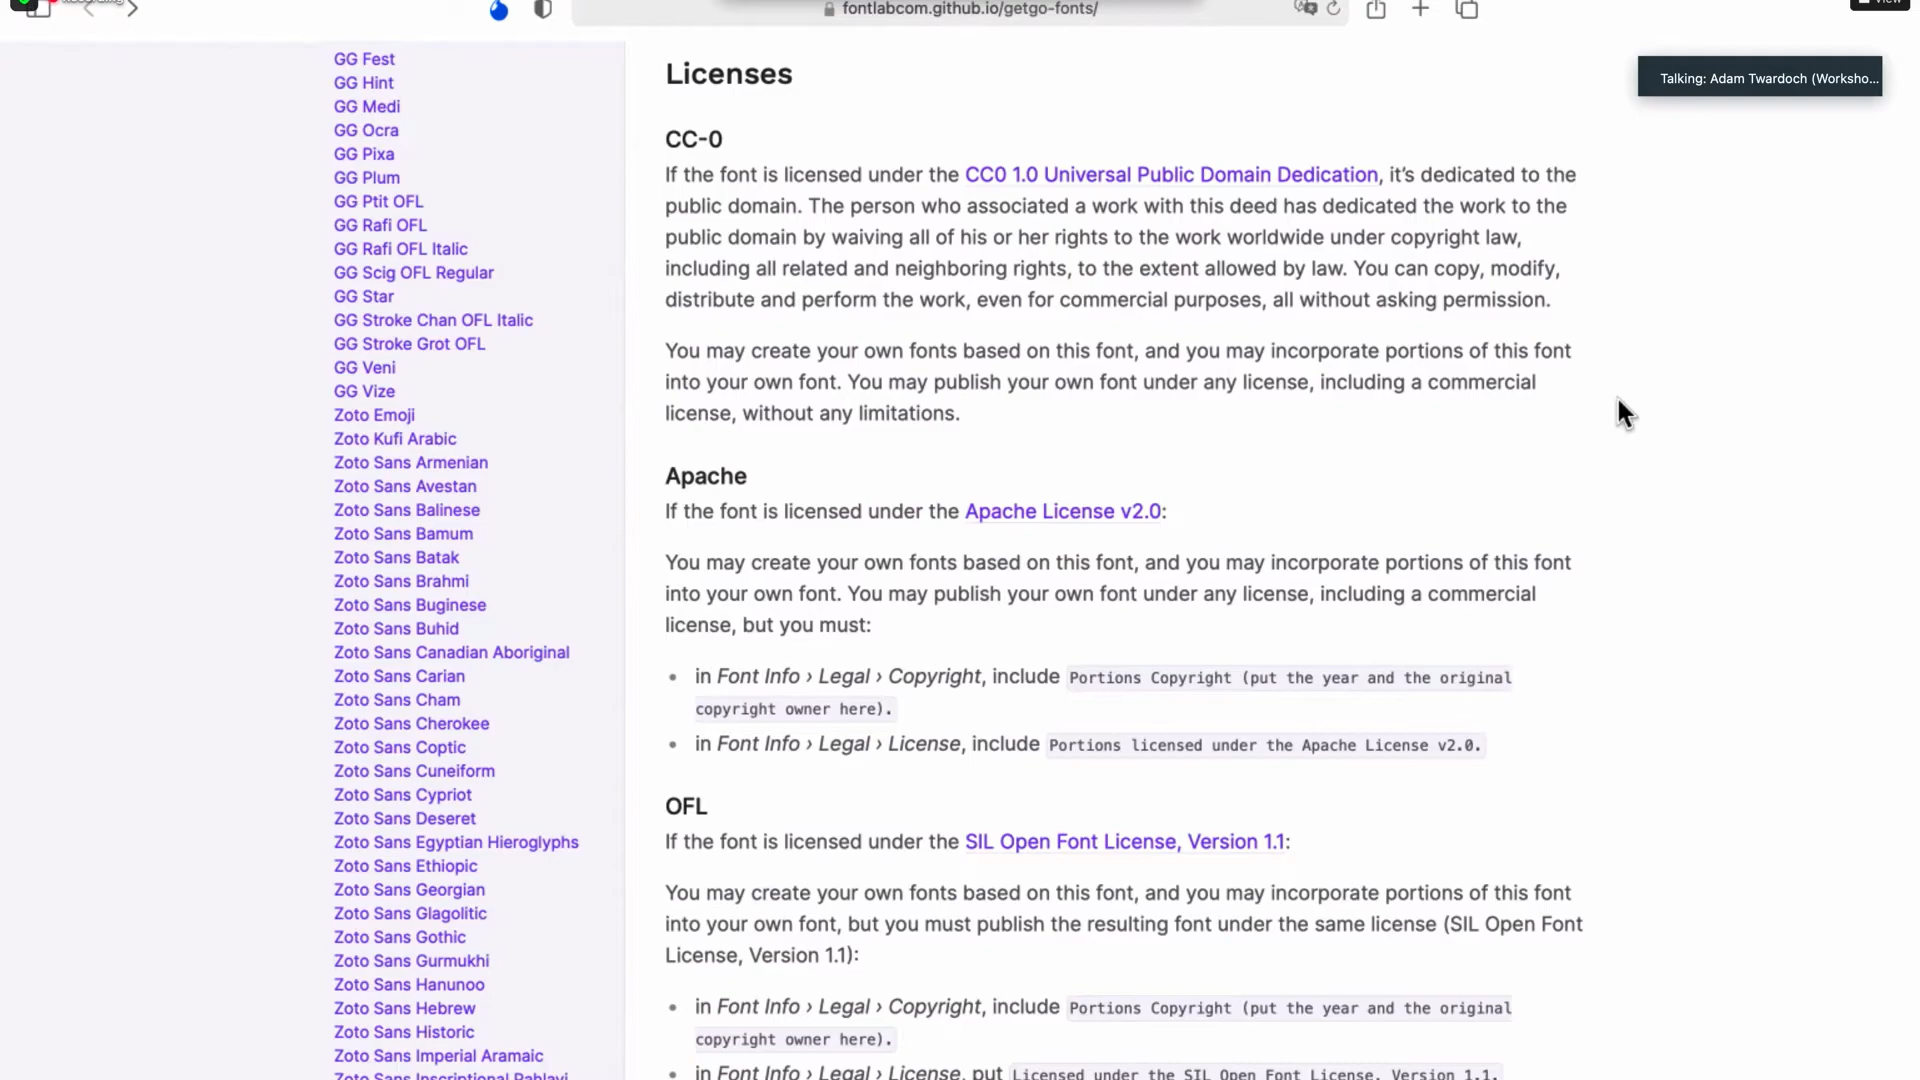 fontlabcom.github.io/getgo-fonts/
View
Talking: Adam Twardoch (Worksho...
GG Fest
GG Hint
GG Medi
GG Ocra
GG Pixa
GG Plum
GG Ptit OFL
GG Rafi OFL
GG Rafi OFL Italic
GG Scig OFL Regular
GG Star
GG Stroke Chan OFL Italic
GG Stroke Grot OFL
GG Veni
GG Vize
Zoto Emoji
Zoto Kufi Arabic
Zoto Sans Armenian
Zoto Sans Avestan
Zoto Sans Balinese
Zoto Sans Bamum
Zoto Sans Batak
Zoto Sans Brahmi
Zoto Sans Buginese
Zoto Sans Buhid
Zoto Sans Canadian Aboriginal
Zoto Sans Carian
Zoto Sans Cham
Zoto Sans Cherokee
Zoto Sans Coptic
Zoto Sans Cuneiform
Zoto Sans Cypriot
Zoto Sans Deseret
Zoto Sans Egyptian Hieroglyphs
Zoto Sans Ethiopic
Zoto Sans Georgian
Zoto Sans Glagolitic
Zoto Sans Gothic
Zoto Sans Gurmukhi
Zoto Sans Hanunoo
Zoto Sans Hebrew
Zoto Sans Historic
Zoto Sans Imperial Aramaic
Zoto Sans Inscriptional Pahlavi
Licenses
CC-0
If the font is licensed under the CC0 1.0 Universal Public Domain Dedication, it’s dedicated to the
public domain. The person who associated a work with this deed has dedicated the work to the
public domain by waiving all of his or her rights to the work worldwide under copyright law,
including all related and neighboring rights, to the extent allowed by law. You can copy, modify,
distribute and perform the work, even for commercial purposes, all without asking permission.
You may create your own fonts based on this font, and you may incorporate portions of this font
into your own font. You may publish your own font under any license, including a commercial
license, without any limitations.
Apache
If the font is licensed under the Apache License v2.0:
You may create your own fonts based on this font, and you may incorporate portions of this font
into your own font. You may publish your own font under any license, including a commercial
license, but you must:
• in Font Info › Legal › Copyright, include Portions Copyright (put the year and the original
copyright owner here).
• in Font Info › Legal › License, include Portions licensed under the Apache License v2.0.
OFL
If the font is licensed under the SIL Open Font License, Version 1.1:
You may create your own fonts based on this font, and you may incorporate portions of this font
into your own font, but you must publish the resulting font under the same license (SIL Open Font
License, Version 1.1):
• in Font Info › Legal › Copyright, include Portions Copyright (put the year and the original
copyright owner here).
• in Font Info › Legal › License, put Licensed under the SIL Open Font License, Version 1.1.